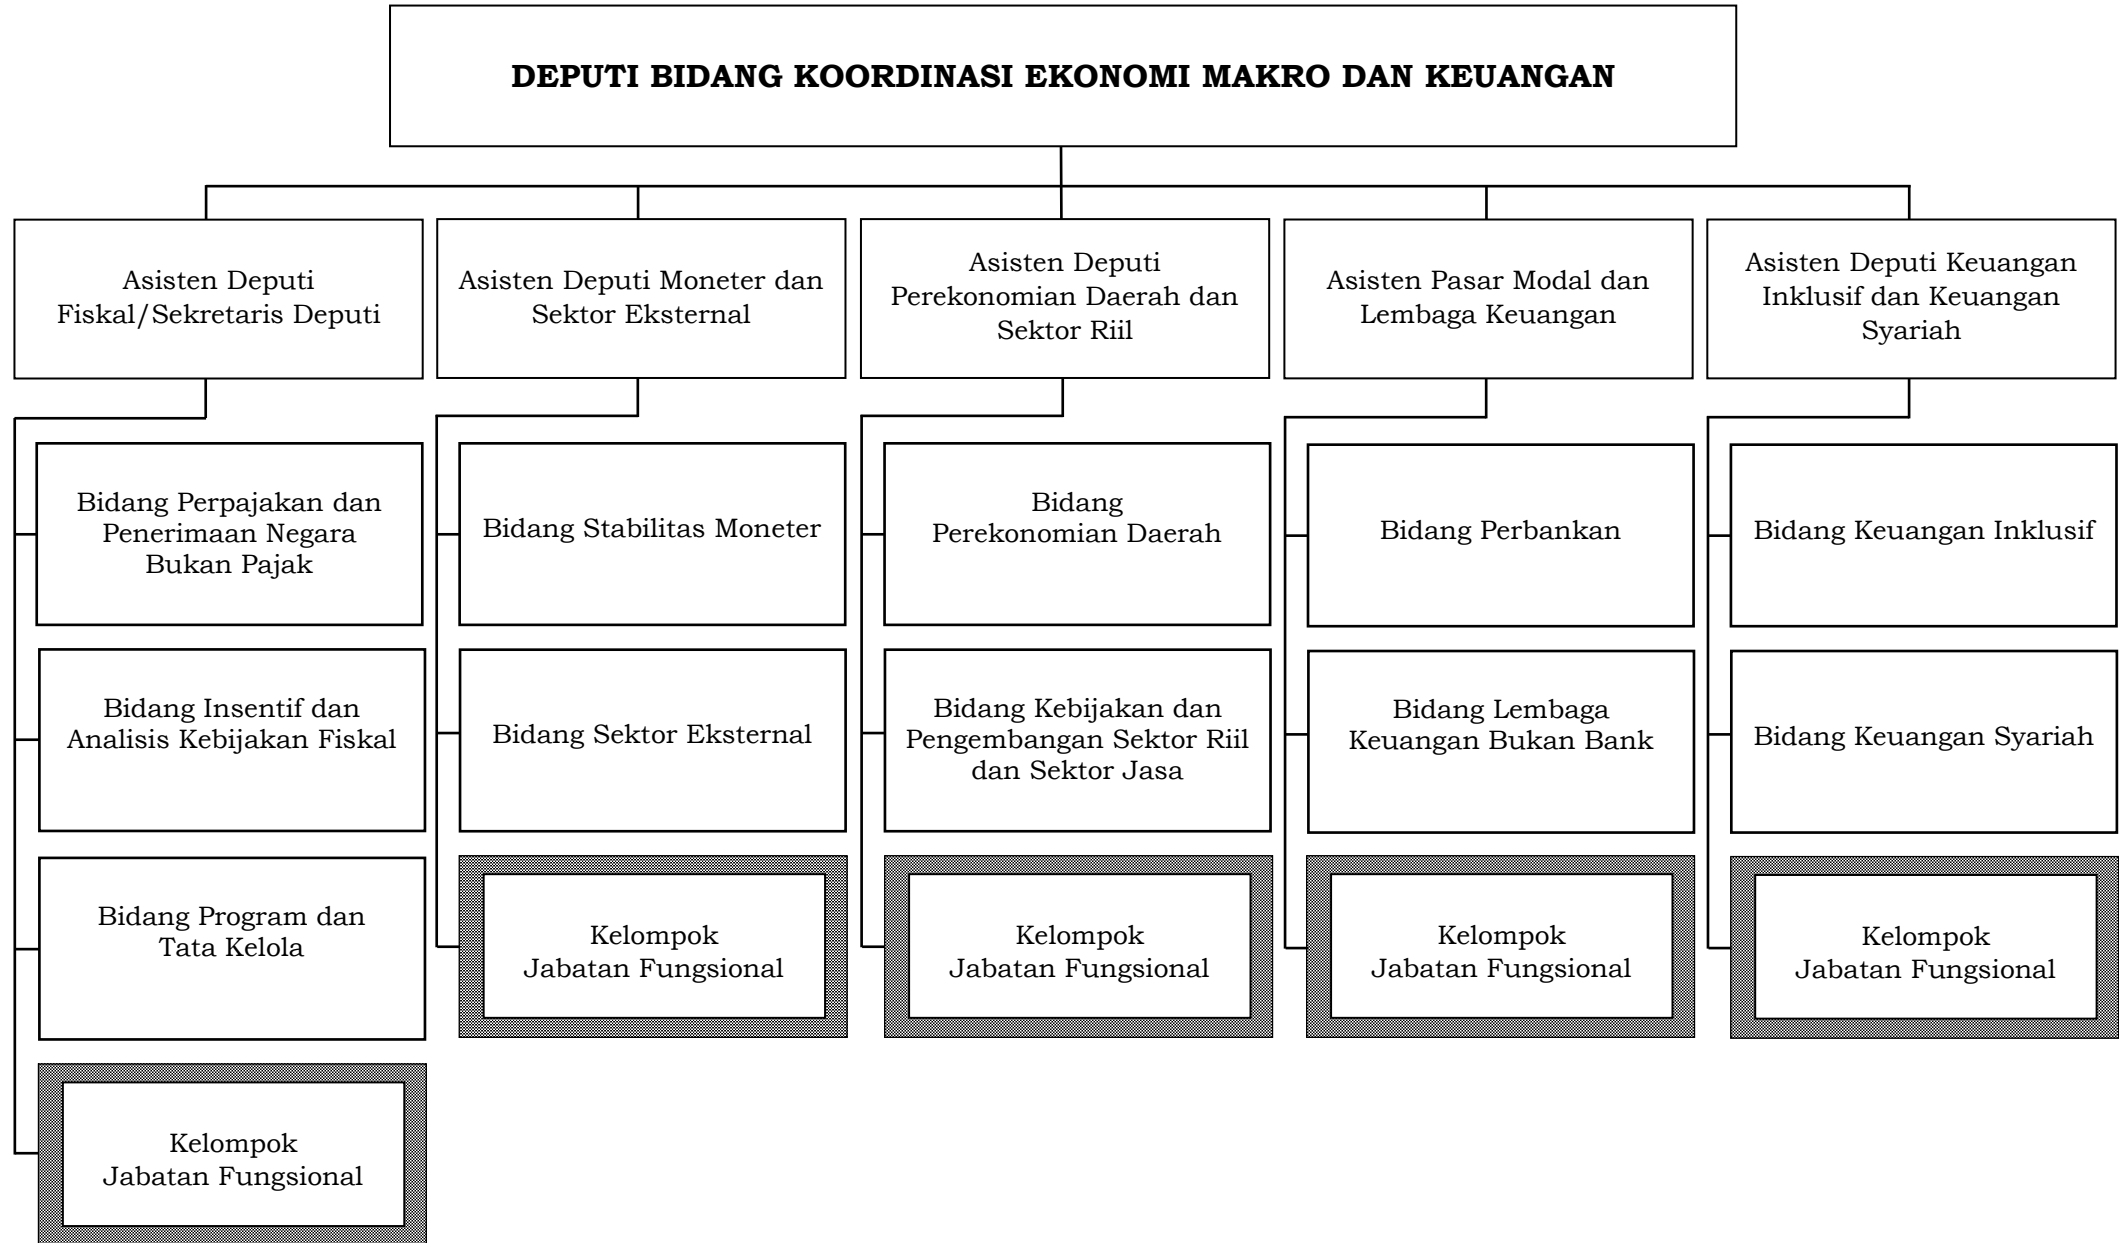 DEPUTI BIDANG KOORDINASI EKONOMI MAKRO DAN KEUANGAN
Asisten Deputi
Fiskal/Sekretaris Deputi
Asisten Deputi Moneter dan
Sektor Eksternal
Asisten Deputi
Perekonomian Daerah dan
Sektor Riil
Asisten Pasar Modal dan
Lembaga Keuangan
Asisten Deputi Keuangan
Inklusif dan Keuangan
Syariah
Bidang Perpajakan dan
Penerimaan Negara
Bukan Pajak
Bidang Stabilitas Moneter
Bidang
Perekonomian Daerah
Bidang Perbankan
Bidang Keuangan Inklusif
Bidang Insentif dan
Analisis Kebijakan Fiskal
Bidang Sektor Eksternal
Bidang Kebijakan dan
Pengembangan Sektor Riil
dan Sektor Jasa
Bidang Lembaga
Keuangan Bukan Bank
Bidang Keuangan Syariah
Bidang Program dan
Tata Kelola
Kelompok
Jabatan Fungsional
Kelompok
Jabatan Fungsional
Kelompok
Jabatan Fungsional
Kelompok
Jabatan Fungsional
Kelompok
Jabatan Fungsional